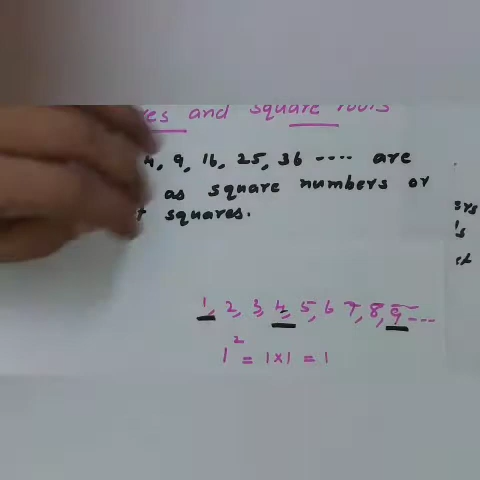 and square roots
4, 9, 16, 25, 36 .... are
as square numbers or
squares.
1, 2, 3, 4, 5, 6 7, 8, 9 ....
1² = 1x1 = 1